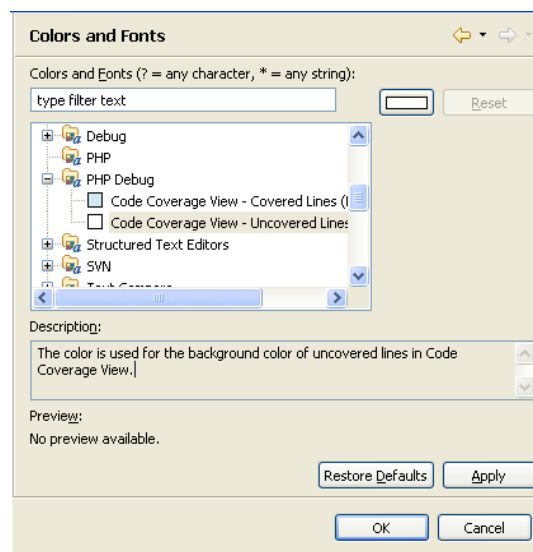 Colors and Fonts
Colors and Fonts (? = any character, * = any string):
type filter text
Reset
Debug
PHP
PHP Debug
Code Coverage View - Covered Lines (
Code Coverage View - Uncovered Lines
Structured Text Editors
SVN
Text Compare
Description:
The color is used for the background color of uncovered lines in Code
Coverage View.
Preview:
No preview available.
Restore Defaults
Apply
OK
Cancel